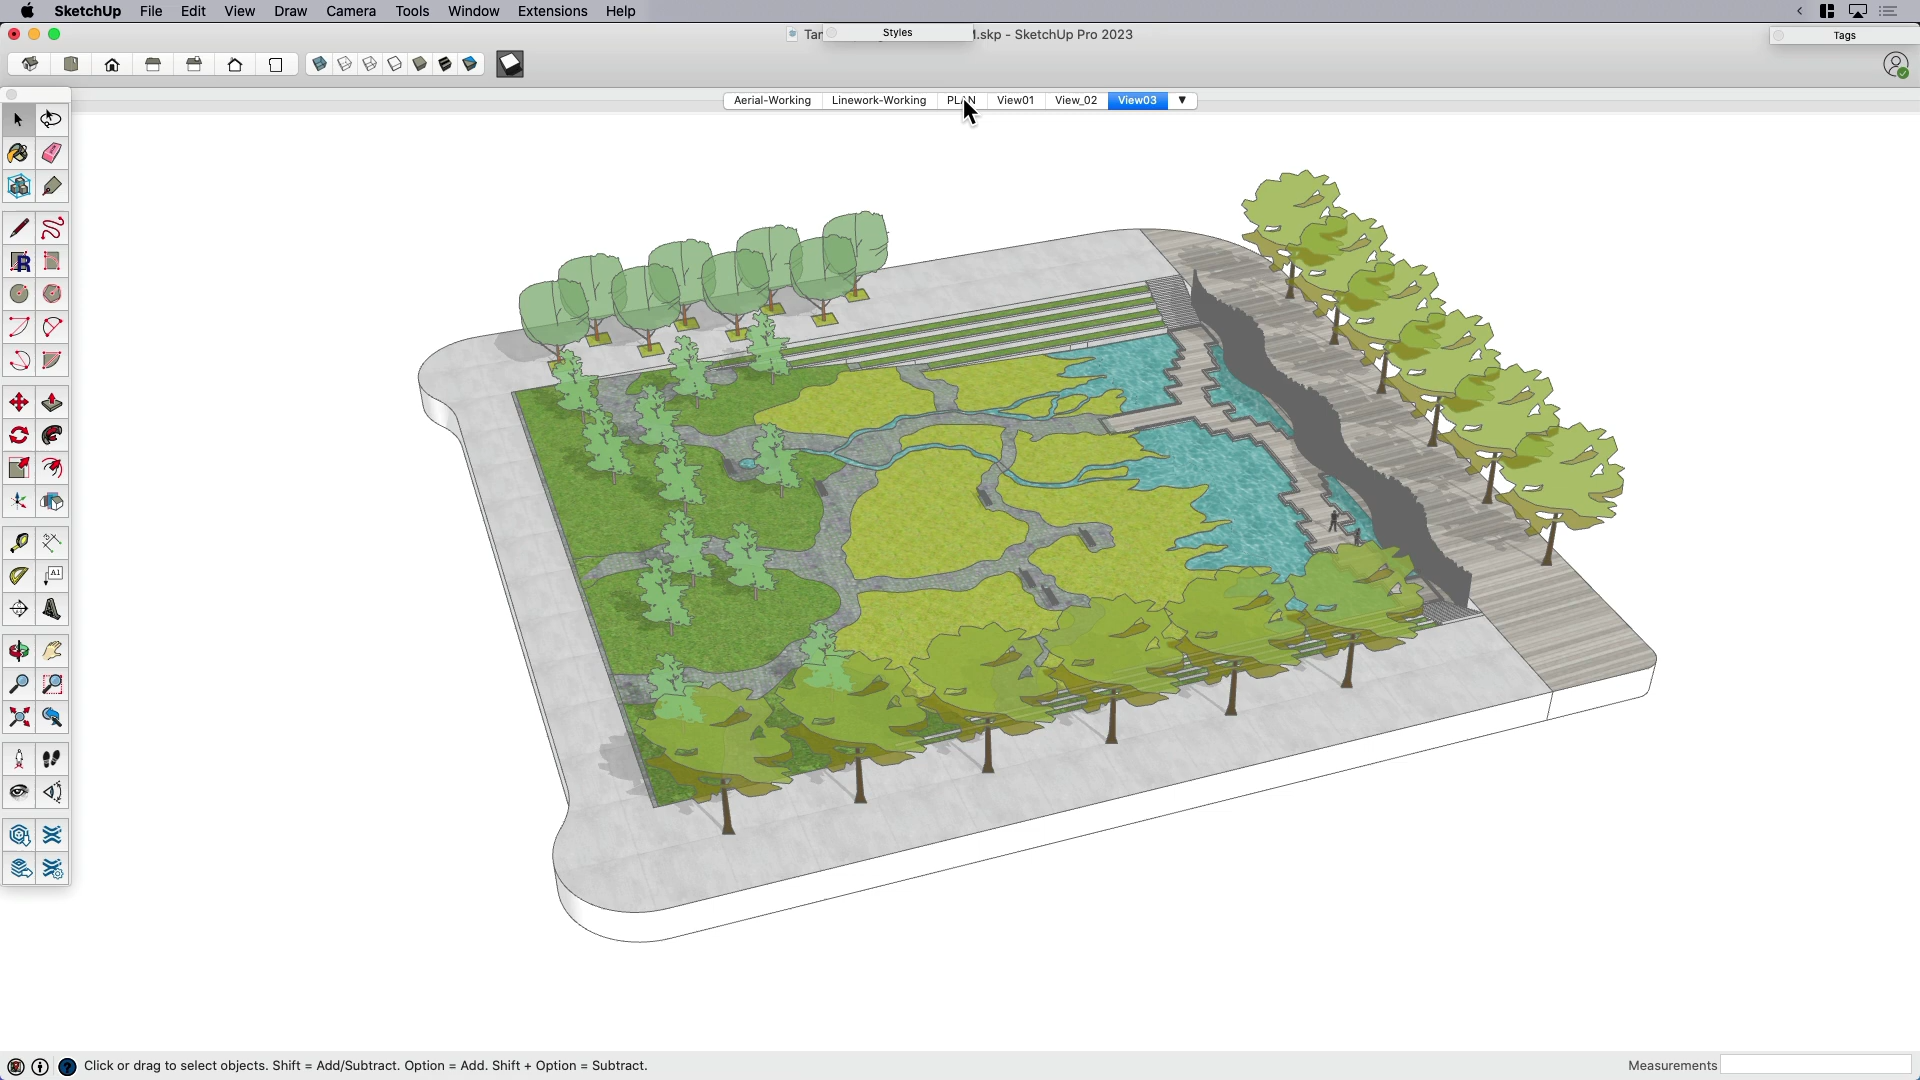 SketchUp File Edit View Draw Camera Tools Window Extensions Help
Styles
.skp - SketchUp Pro 2023
Tags
Aerial-Working Linework-Working PLAN View01 View_02 View03
A1
Click or drag to select objects. Shift = Add/Subtract. Option = Add. Shift + Option = Subtract.
Measurements